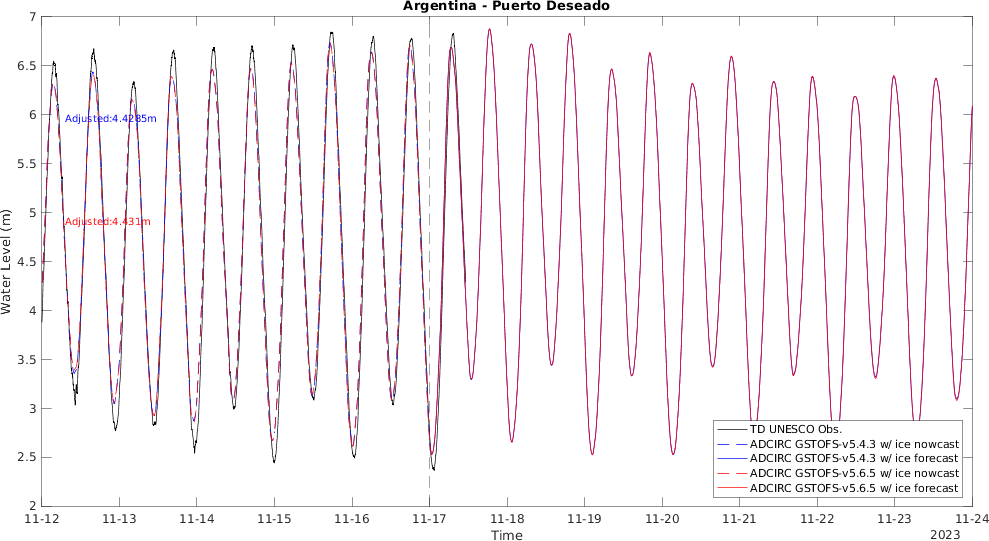 Argentina - Puerto Deseado
7
6.5
6
5.5
5
4.5
4
3.5
3
2.5
2
Water Level (m)
Adjusted:4.4285m
Adjusted:4.431m
TD UNESCO Obs.
ADCIRC GSTOFS-v5.4.3 w/ ice nowcast
ADCIRC GSTOFS-v5.4.3 w/ ice forecast
ADCIRC GSTOFS-v5.6.5 w/ ice nowcast
ADCIRC GSTOFS-v5.6.5 w/ ice forecast
11-12 11-13 11-14 11-15 11-16 11-17 11-18 11-19 11-20 11-21 11-22 11-23 11-24
Time
2023